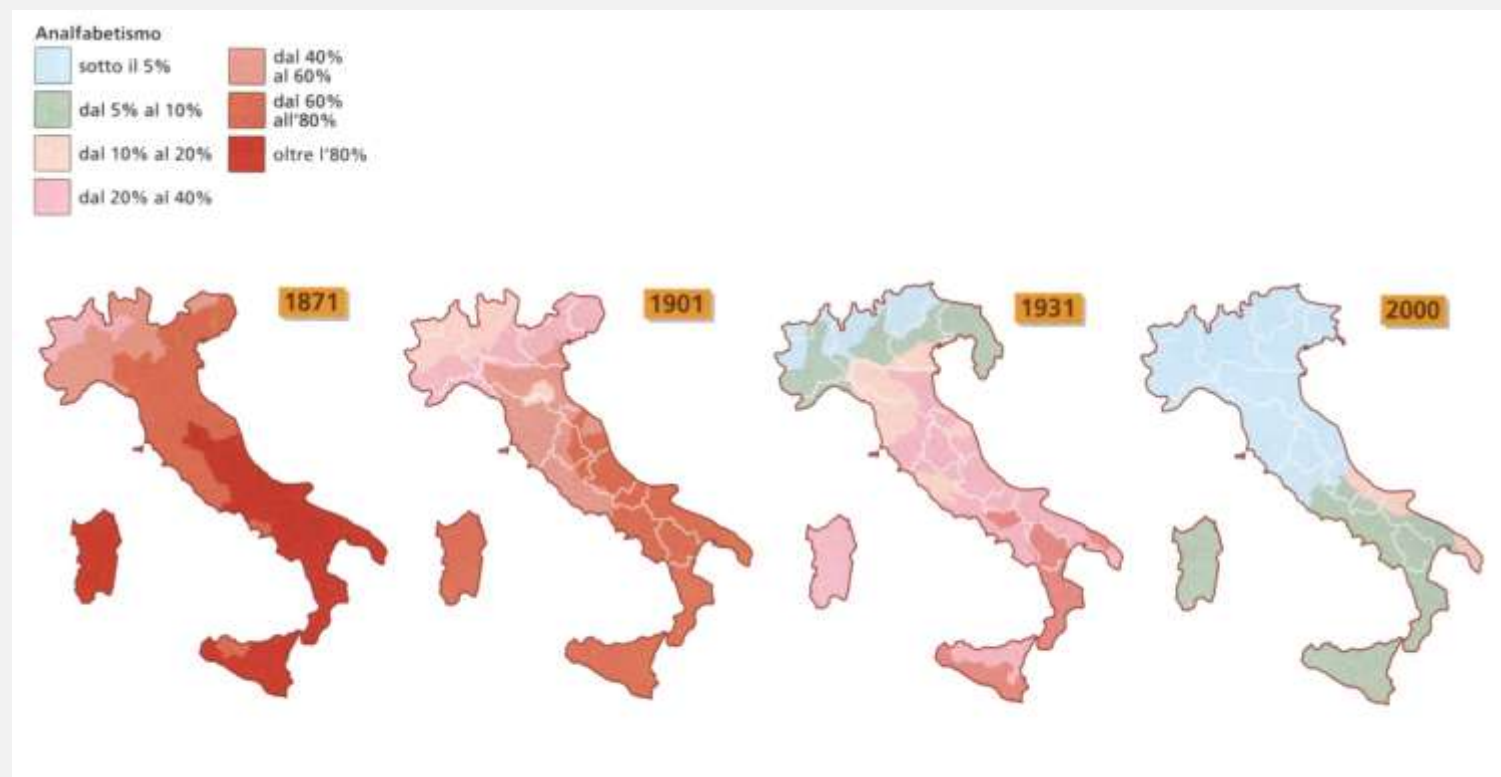 Analfabetismo
sotto il 5%
dal 5% al 10%
dal 10% al 20%
dal 20% al 40%
dal 40%
al 60%
dal 60%
all'80%
oltre l'80%
1871
1901
1931
2000